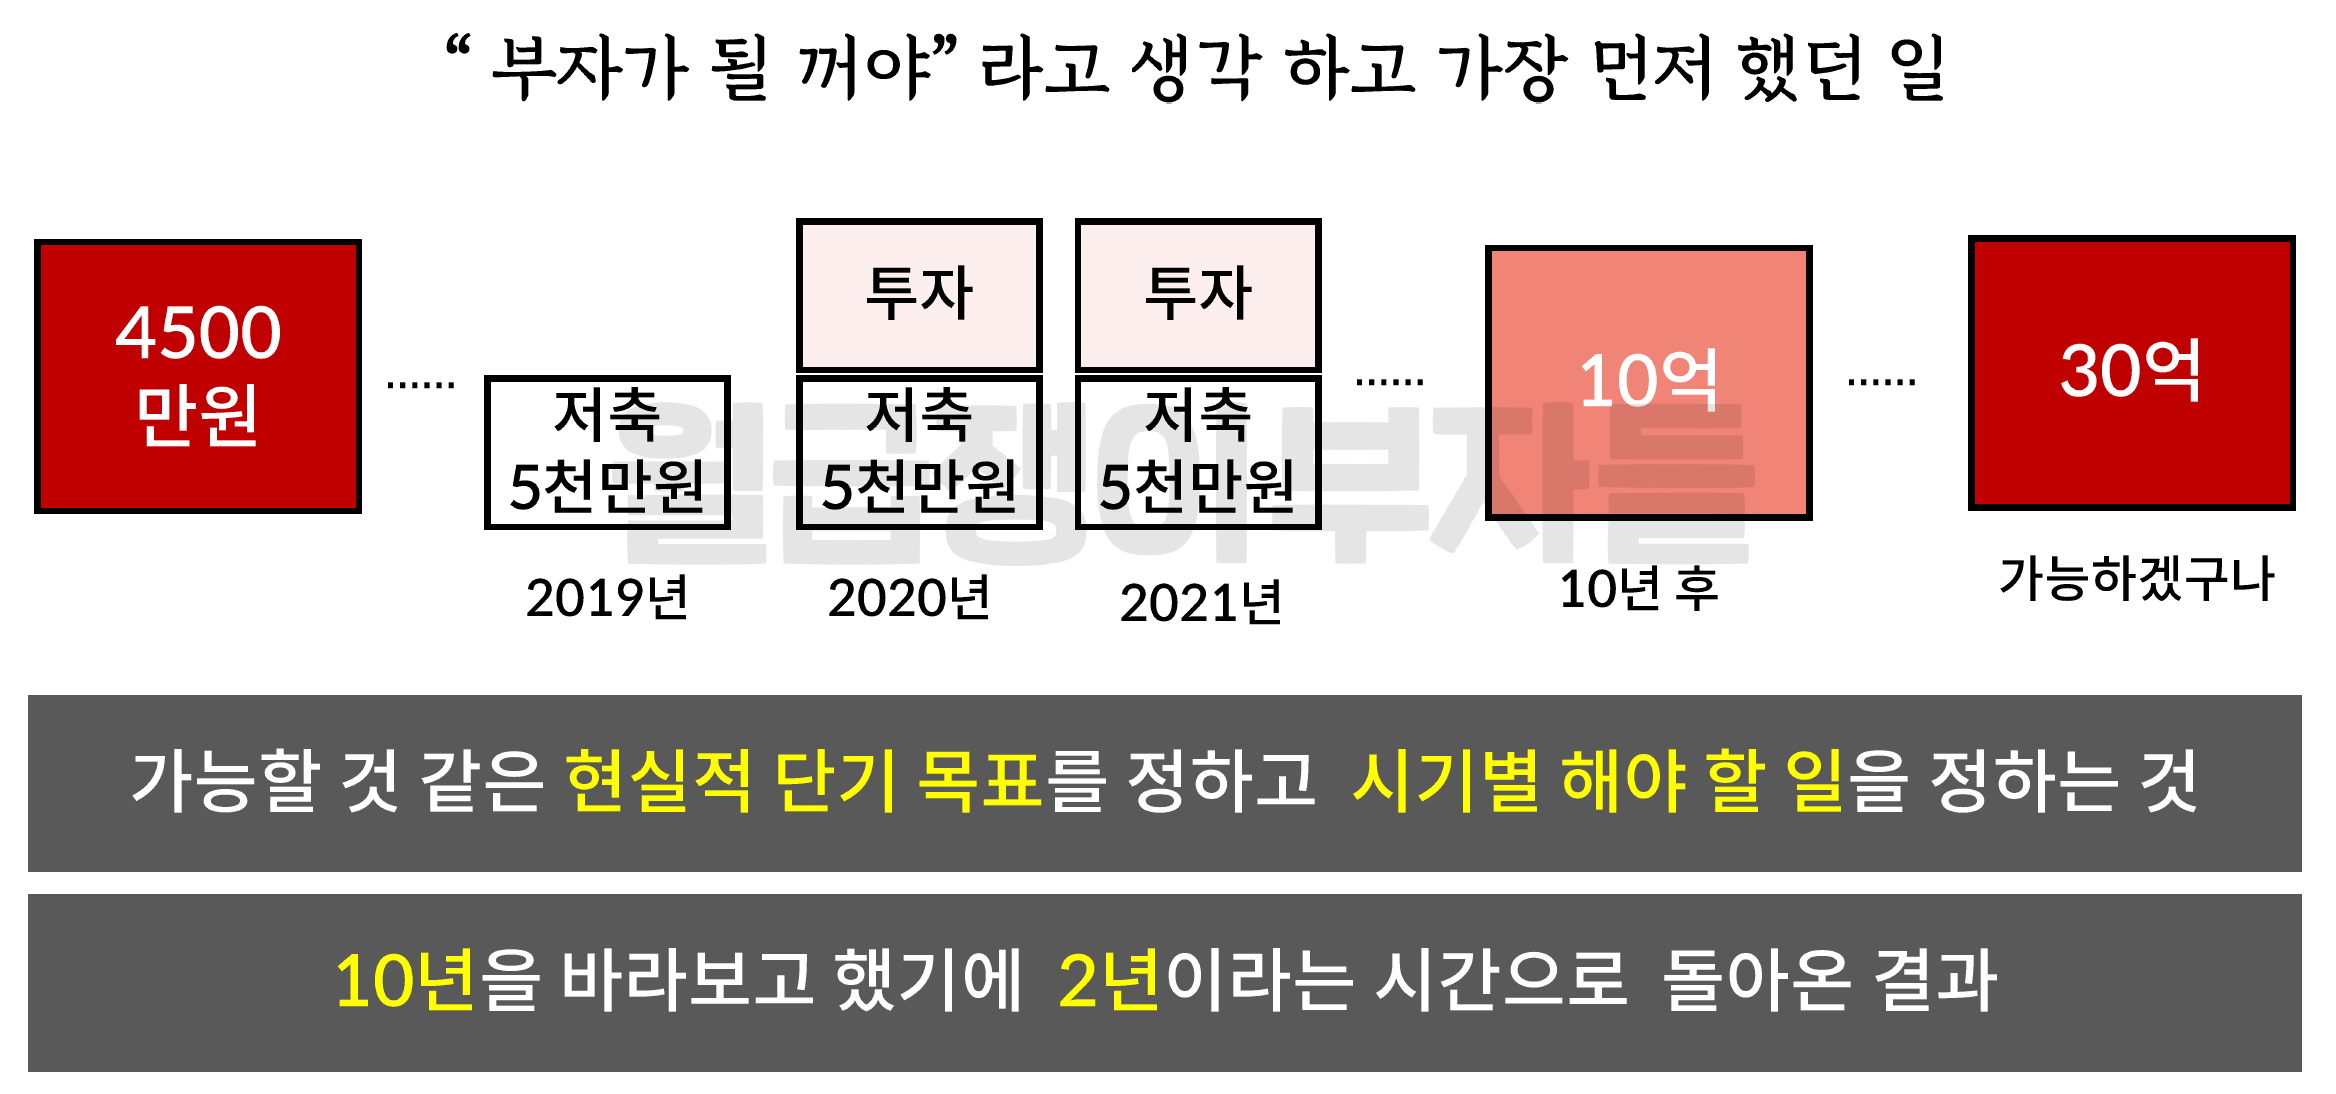 “ 부자가 될 꺼야” 라고 생각 하고 가장 먼저 했던 일
4500
만원
......
저축
5천만원
2019년
투자
저축
5천만원
2020년
투자
저축
5천만원
2021년
......
10억
10년 후
......
30억
가능하겠구나
월급쟁이부자들
가능할 것 같은 현실적 단기 목표를 정하고 시기별 해야 할 일을 정하는 것
10년을 바라보고 했기에 2년이라는 시간으로 돌아온 결과